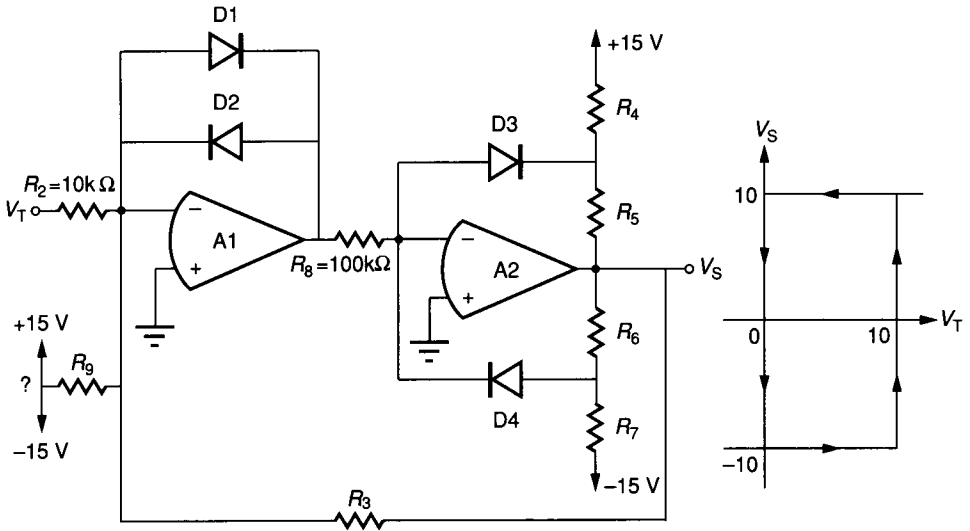 D1
+15 V
D2
R4
VS
D3
R2 = 10kΩ
10
VT
−
R5
A1
−
+
R8 = 100kΩ
A2
VS
+
0
10
VT
+15 V
R6
R9
?
D4
R7
−15 V
−10
−15 V
R3